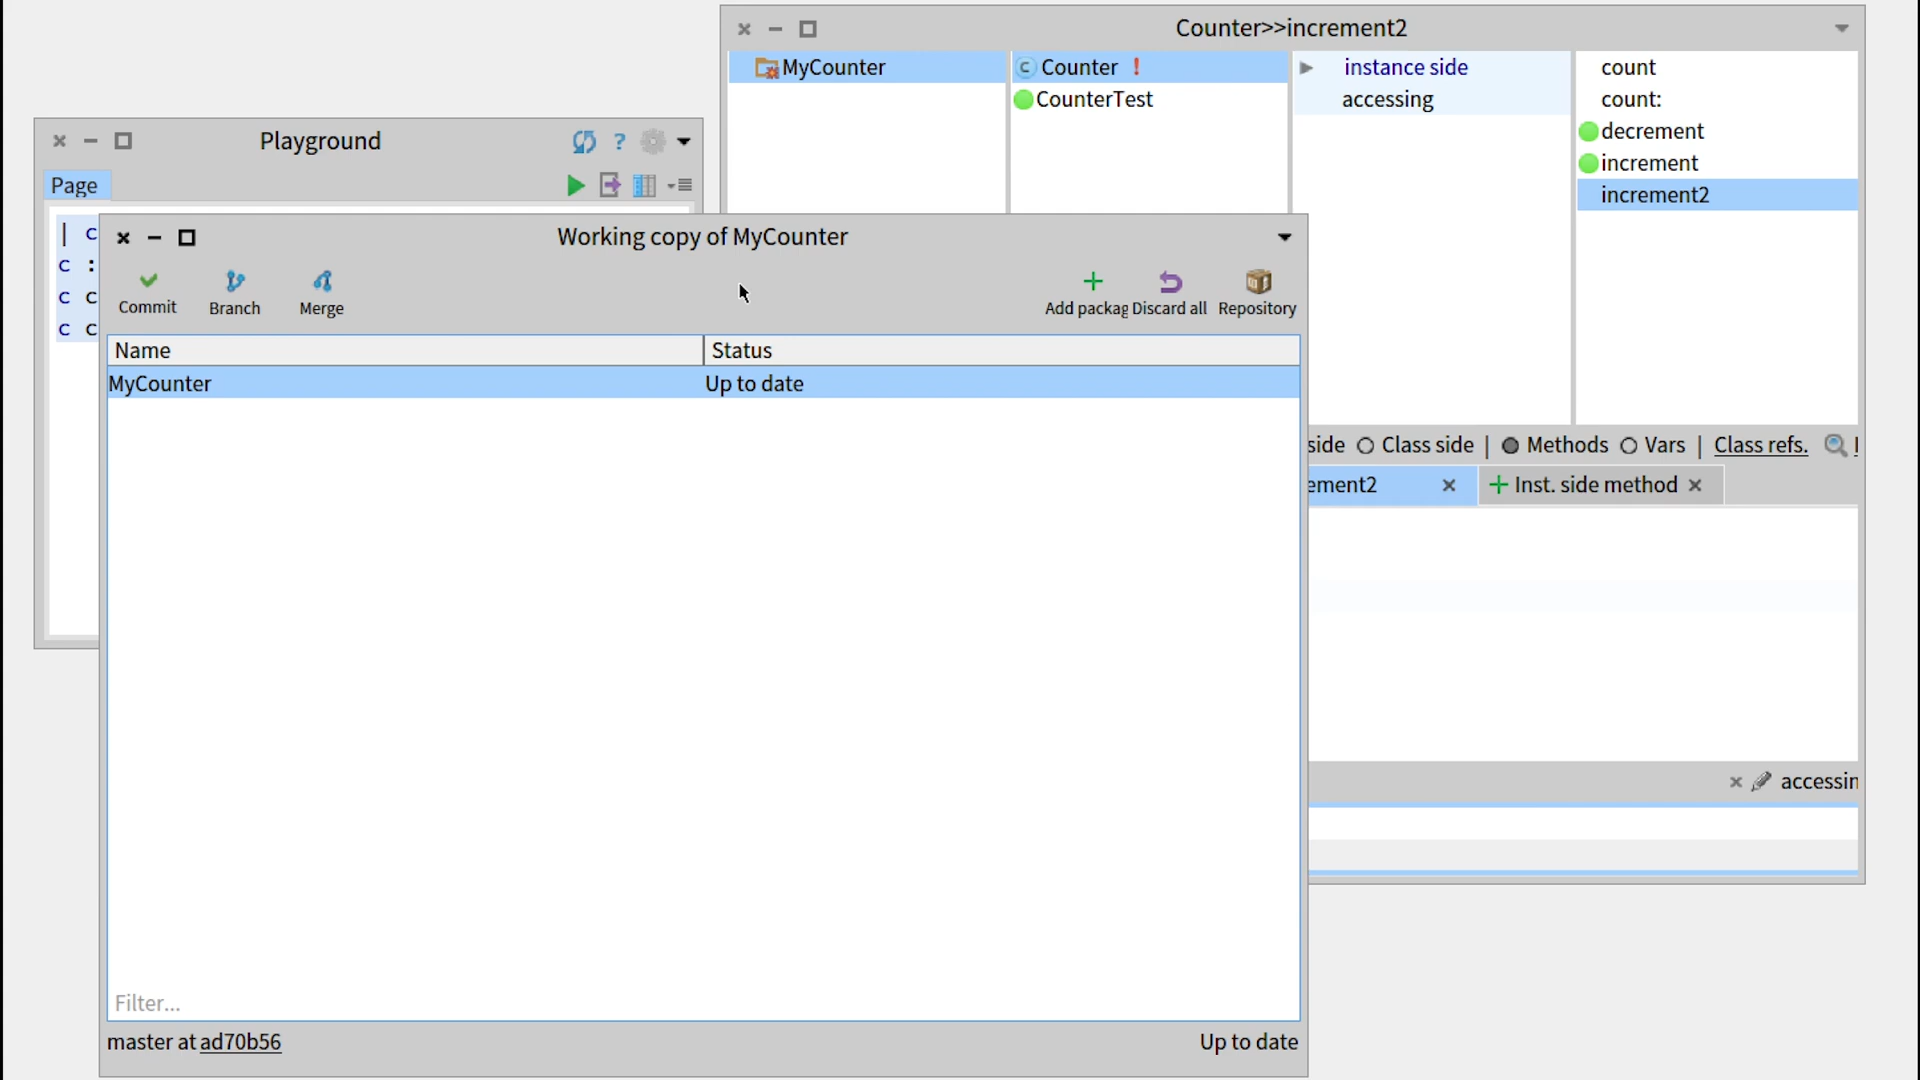 Counter>>increment2
MyCounter
Counter !
CounterTest
instance side
accessing
count
count:
decrement
increment
increment2
Playground
?
Page
| c
c :
c c
c c
Working copy of MyCounter
Commit
Branch
Merge
Add packag
Discard all
Repository
Name
Status
MyCounter
Up to date
Filter...
master at ad70b56
Up to date
side Class side | Methods Vars | Class refs.
ement2
Inst. side method
accessin